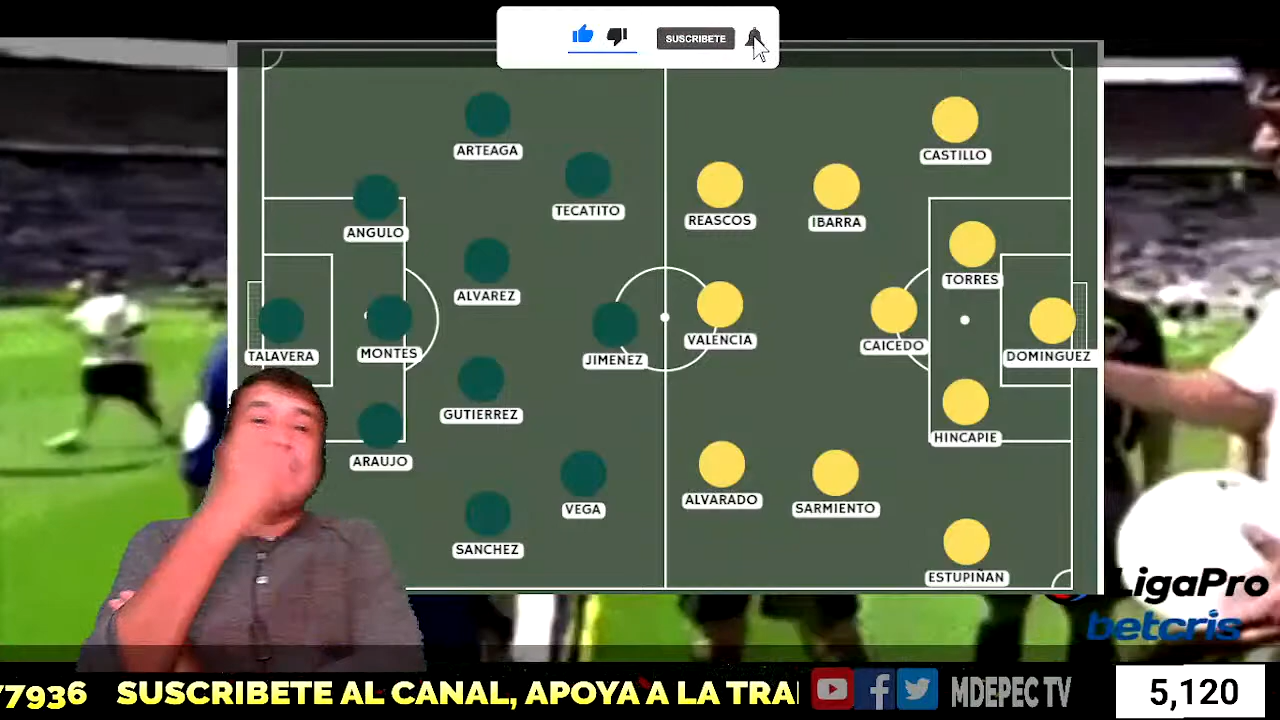 SUSCRIBETE
ARTEAGA
CASTILLO
TECATITO
REASCOS
IBARRA
ANGULO
TORRES
ALVAREZ
VALENCIA
CAICEDO
TALAVERA
MONTES
JIMENEZ
DOMINGUEZ
GUTIERREZ
HINCAPIE
ARAUJO
ALVARADO
VEGA
SARMIENTO
SANCHEZ
ESTUPIÑAN
LigaPro
betcris
77936 SUSCRIBETE AL CANAL, APOYA A LA TRA
MDEPEC TV
5,120